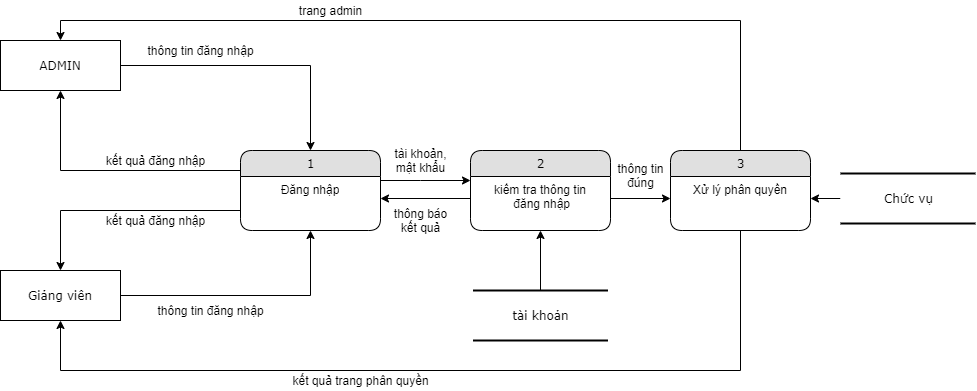 trang admin
thông tin đăng nhập
ADMIN
kết quả đăng nhập
1
Đăng nhập
tài khoản,
mật khẩu
2
kiểm tra thông tin
đăng nhập
thông tin
đúng
3
Xử lý phân quyền
Chức vụ
kết quả đăng nhập
thông báo
kết quả
Giảng viên
thông tin đăng nhập
tài khoản
kết quả trang phân quyền